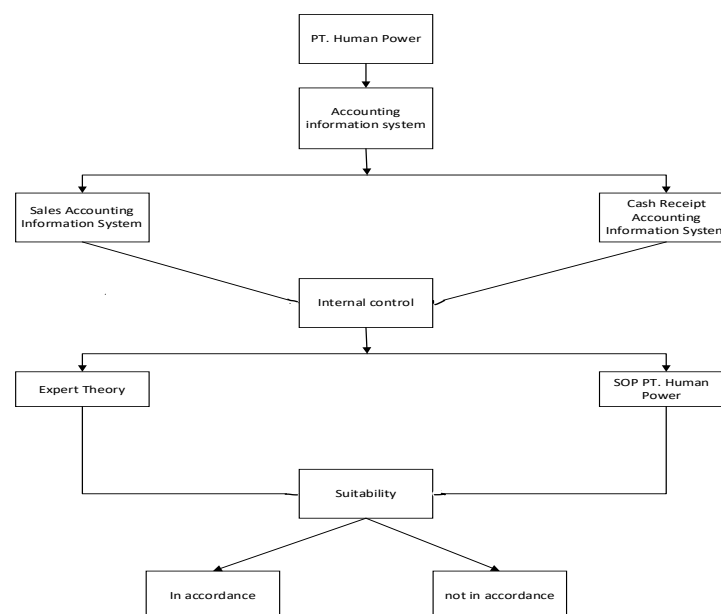 PT. Human Power
Accounting
information system
Sales Accounting
Information System
Cash Receipt
Accounting
Information System
Internal control
Expert Theory
SOP PT. Human
Power
Suitability
In accordance
not in accordance